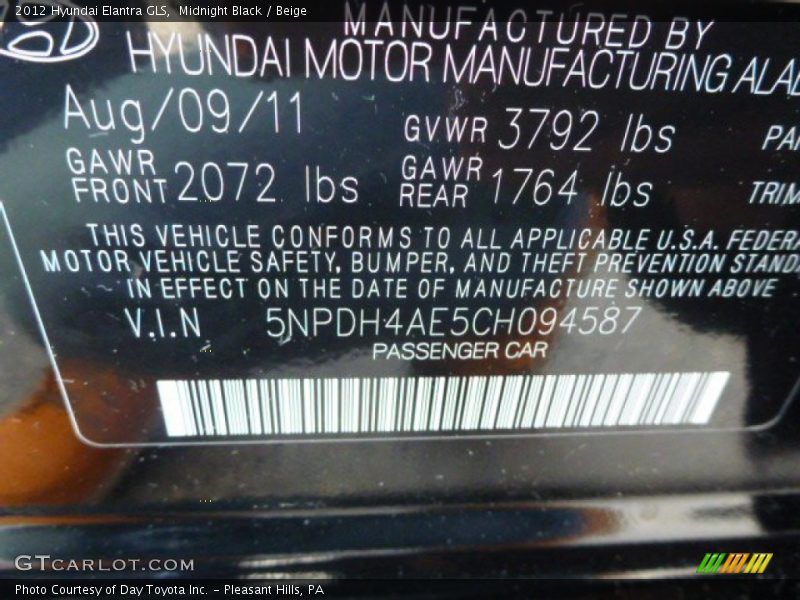 2012 Hyundai Elantra GLS, Midnight Black / Beige
MANUFACTURED BY
HYUNDAI MOTOR MANUFACTURING
Aug/09/11
GVWR 3792 lbs
GAWR FRONT 2072 lbs
GAWR REAR 1764 lbs
THIS VEHICLE CONFORMS TO ALL APPLICABLE U.S.A.
MOTOR VEHICLE SAFETY, BUMPER, AND THEFT PREVENTION
IN EFFECT ON THE DATE OF MANUFACTURE SHOWN ABOVE
V.I.N 5NPDH4AE5CH094587
PASSENGER CAR
GTCARLOT.COM
Photo Courtesy of Day Toyota Inc. - Pleasant Hills, PA